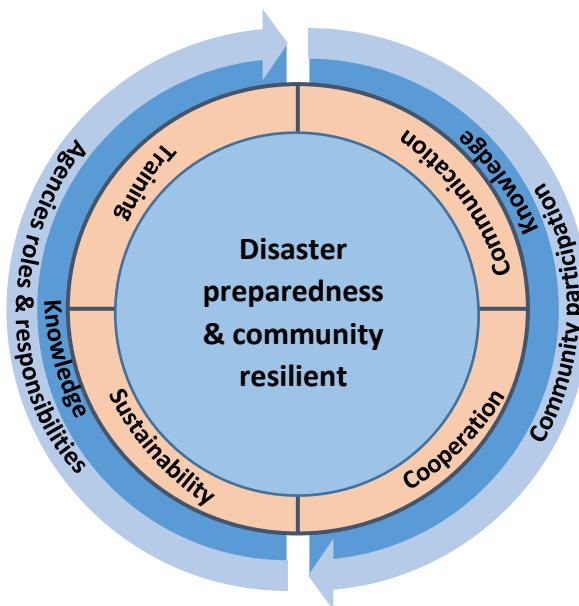 Disaster
preparedness
& community
resilient
Training
Communication
Cooperation
Sustainability
Knowledge
Knowledge
Agencies roles & responsibilities
Community participation